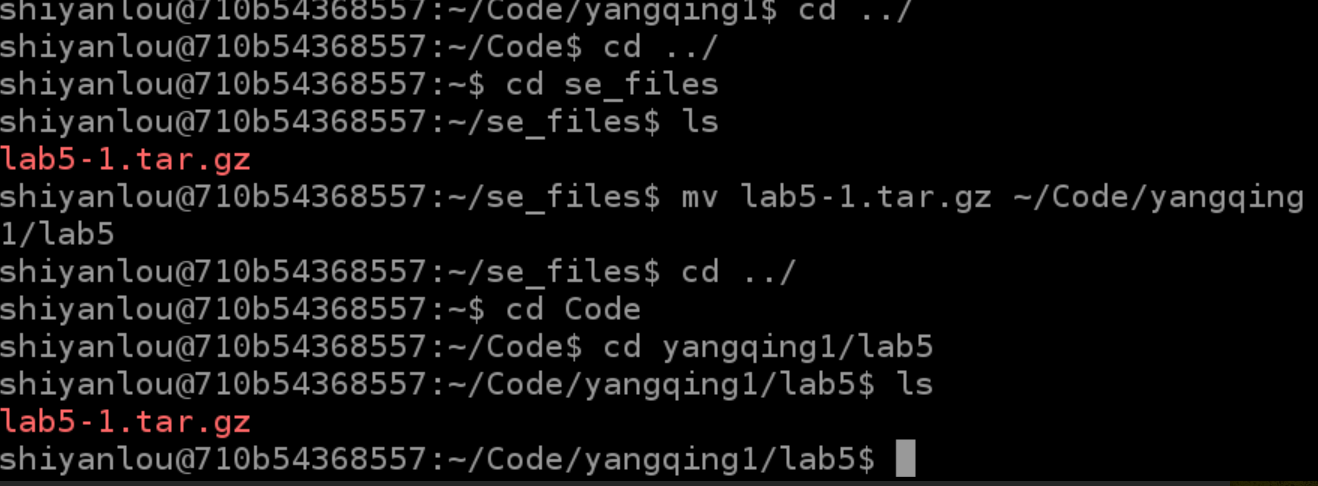 shiyanlou@710b54368557:~/Code/yangqing1$ cd ../
shiyanlou@710b54368557:~/Code$ cd ../
shiyanlou@710b54368557:~$ cd se_files
shiyanlou@710b54368557:~/se_files$ ls
lab5-1.tar.gz
shiyanlou@710b54368557:~/se_files$ mv lab5-1.tar.gz ~/Code/yangqing
1/lab5
shiyanlou@710b54368557:~/se_files$ cd ../
shiyanlou@710b54368557:~$ cd Code
shiyanlou@710b54368557:~/Code$ cd yangqing1/lab5
shiyanlou@710b54368557:~/Code/yangqing1/lab5$ ls
lab5-1.tar.gz
shiyanlou@710b54368557:~/Code/yangqing1/lab5$